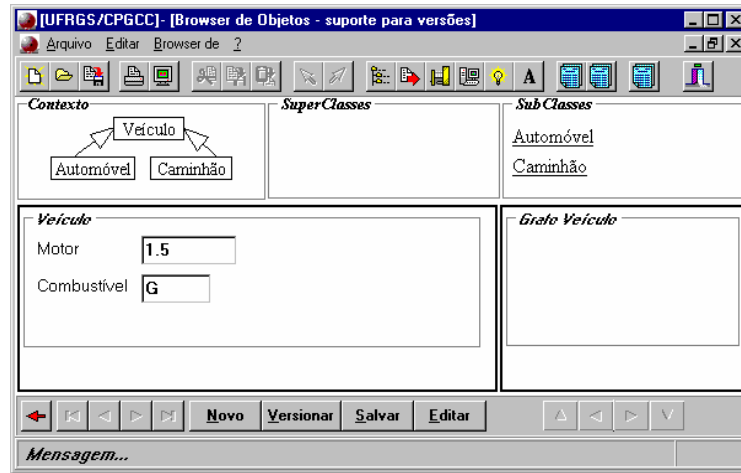 [UFRGS/CPGCC]- [Browser de Objetos - suporte para versões]
Arquivo Editar Browser de ?
A
Contexto
SuperClasses
SubClasses
Veículo
Automóvel Caminhão
Automóvel
Caminhão
Veículo
Grafo Veículo
Motor 1.5
Combustível G
Novo Versionar Salvar Editar
Mensagem...